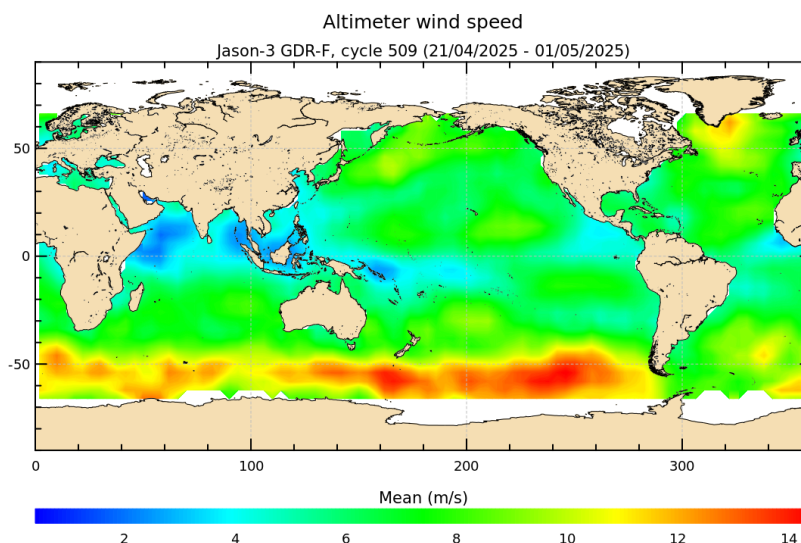 Altimeter wind speed
Jason-3 GDR-F, cycle 509 (21/04/2025 - 01/05/2025)
50
0
-50
0 100 200 300
Mean (m/s)
2 4 6 8 10 12 14